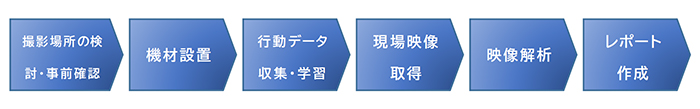 撮影場所の検
討・事前確認
機材設置
行動データ
収集・学習
現場映像
取得
映像解析
レポート
作成